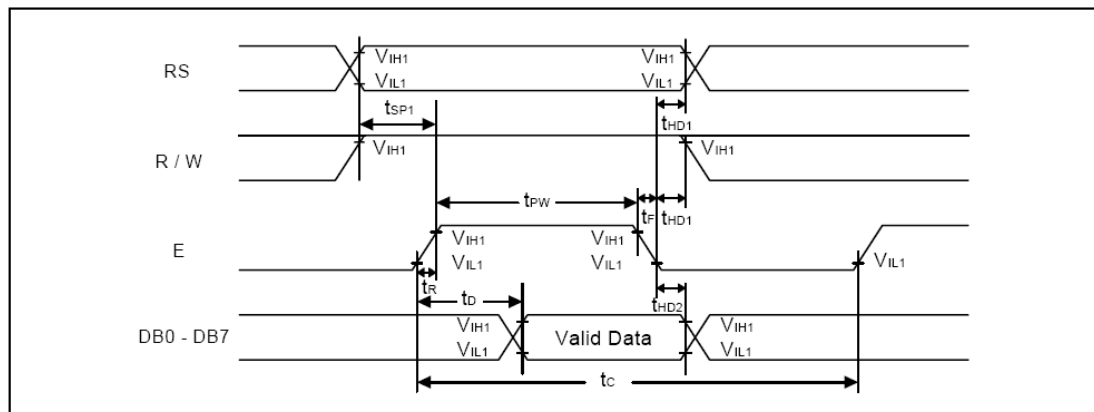 RS
VIH1
VIH1
VIL1
VIL1
tSP1
tHD1
R / W
VIH1
VIH1
tPW
tF
tHD1
E
VIH1
VIH1
VIL1
VIL1
VIL1
tR
tD
tHD2
DB0 - DB7
VIH1
VIL1
Valid Data
VIH1
VIL1
tC